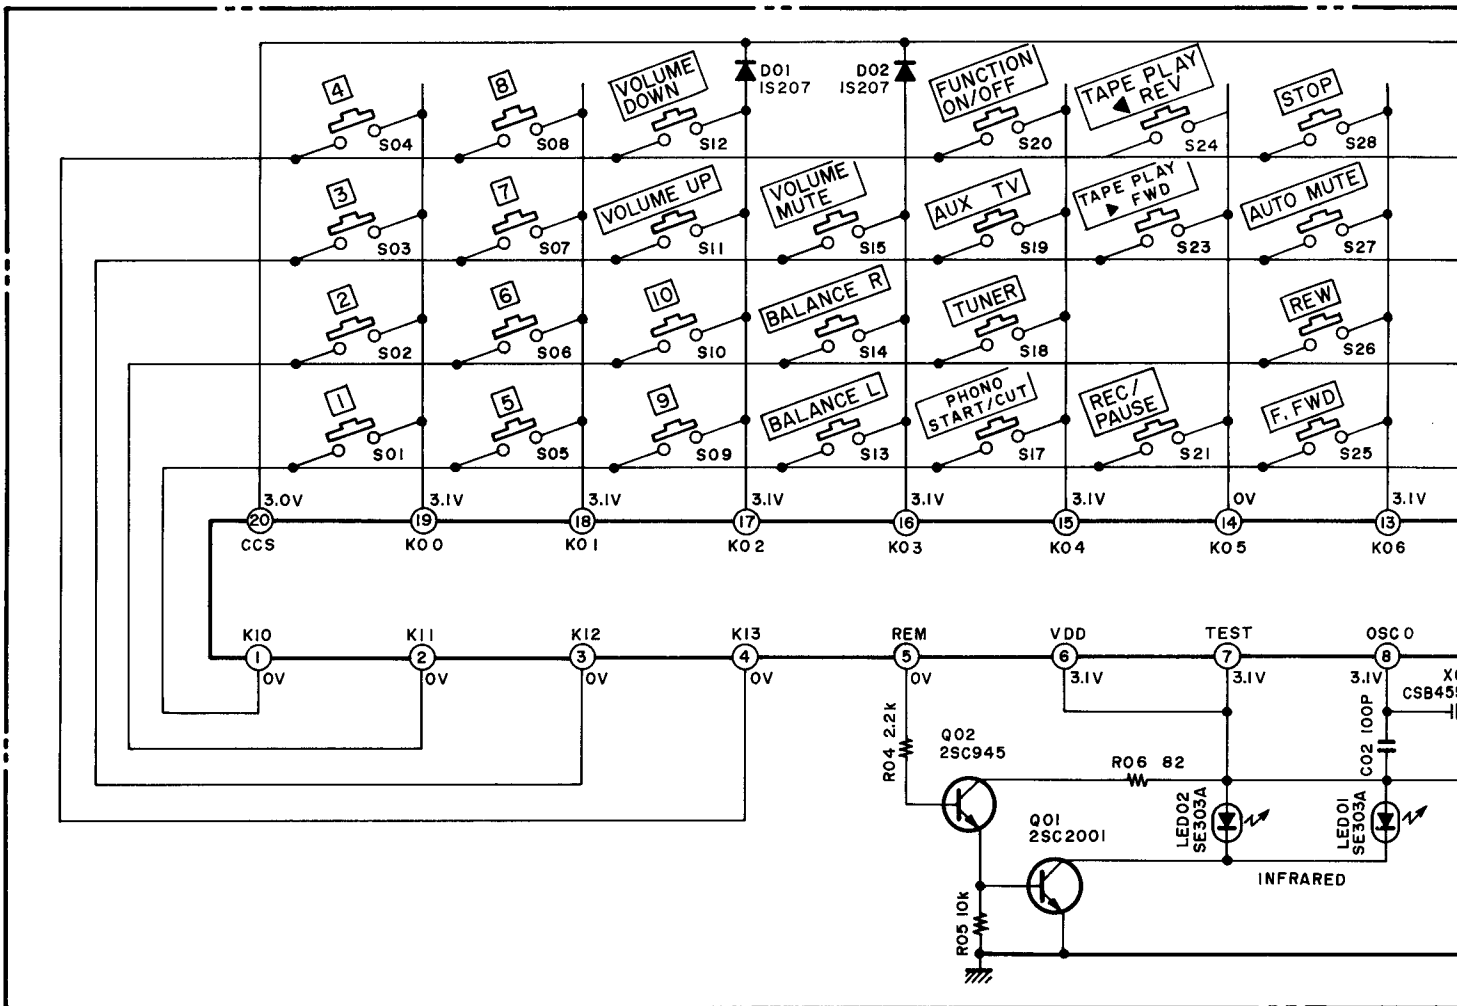 4
8
VOLUME
DOWN
D01
1S207
D02
1S207
FUNCTION
ON/OFF
TAPE PLAY
◀ REV
STOP
S04
S08
S12
S20
S24
S28
3
7
VOLUME UP
VOLUME
MUTE
AUX TV
TAPE PLAY
▶ FWD
AUTO MUTE
S03
S07
S11
S15
S19
S23
S27
2
6
10
BALANCE R
TUNER
REW
S02
S06
S10
S14
S18
S26
1
5
9
BALANCE L
PHONO
START/CUT
REC/
PAUSE
F. FWD
S01
S05
S09
S13
S17
S21
S25
3.0V
3.1V
3.1V
3.1V
3.1V
3.1V
0V
3.1V
20
19
18
17
16
15
14
13
CCS
K00
K01
K02
K03
K04
K05
K06
K10
K11
K12
K13
REM
VDD
TEST
OSCO
1
2
3
4
5
6
7
8
0V
0V
0V
0V
0V
3.1V
3.1V
3.1V
CSB45
R04 2.2k
Q02
2SC945
R06 82
C02 100P
LED02
SE303A
LED01
SE303A
Q01
2SC2001
INFRARED
R05 10k